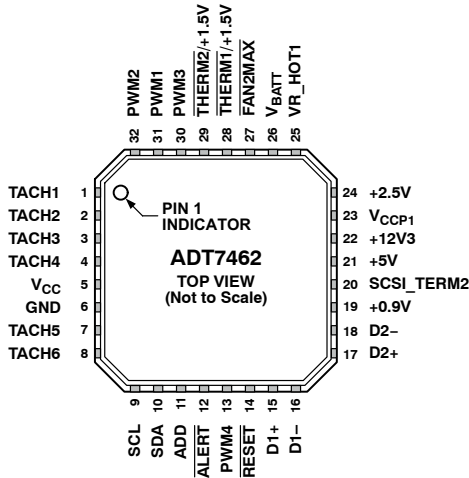 32 PWM2
31 PWM1
30 PWM3
29 THERM2/+1.5V
28 THERM1/+1.5V
27 FAN2MAX
26 VBATT
25 VR_HOT1
TACH1 1
TACH2 2
TACH3 3
TACH4 4
VCC 5
GND 6
TACH5 7
TACH6 8
PIN 1
INDICATOR
ADT7462
TOP VIEW
(Not to Scale)
24 +2.5V
23 VCCP1
22 +12V3
21 +5V
20 SCSI_TERM2
19 +0.9V
18 D2–
17 D2+
SCL 9
SDA 10
ADD 11
ALERT 12
PWM4 13
RESET 14
D1+ 15
D1– 16